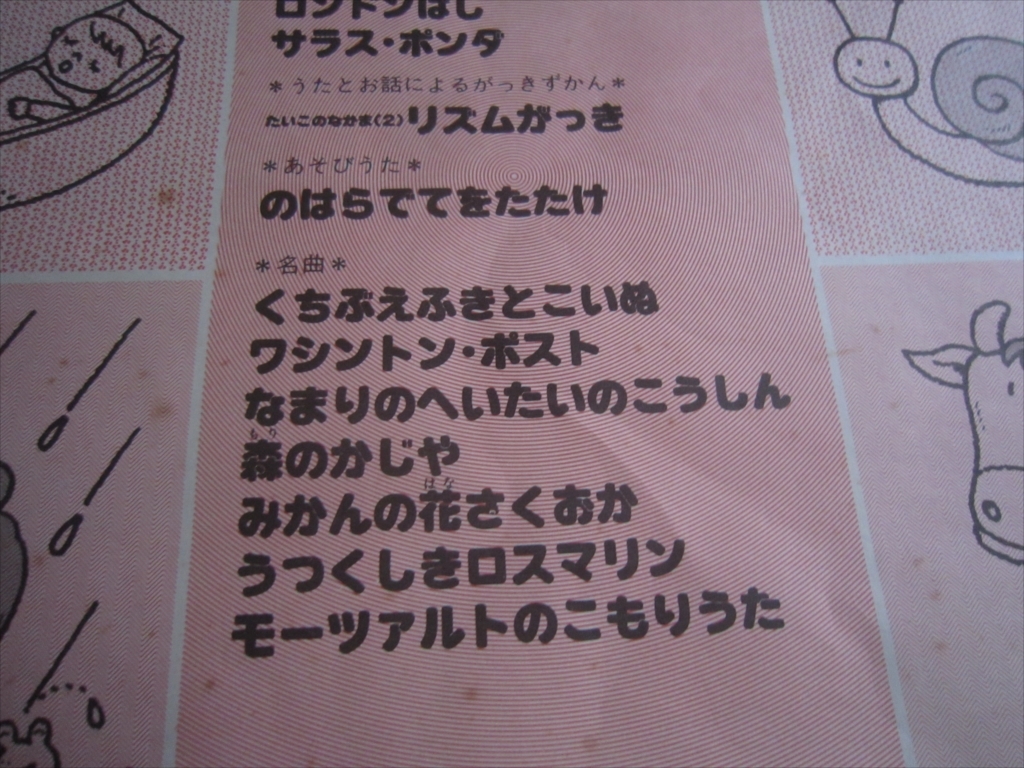 ロンドンばし
サラス・ポンダ
＊うたとお話によるがっきずかん＊
たいこのなかま(2)リズムがっき
＊あそびうた＊
のはらででてをたたけ
＊名曲＊
くちぶえふきとこいぬ
ワシントン・ポスト
なまりのへいたいのこうしん
森のかじや
みかんの花さくおか
うつくしきロスマリン
モーツァルトのこもりうた